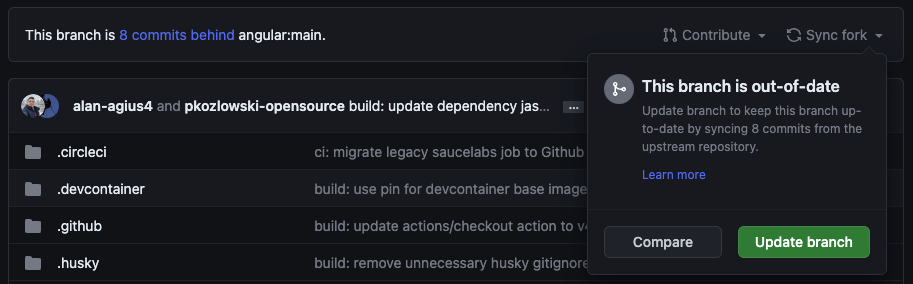 This branch is 8 commits behind angular:main.
Contribute
Sync fork
This branch is out-of-date
Update branch to keep this branch up-
to-date by syncing 8 commits from the
upstream repository.
Learn more
Compare
Update branch
alan-agius4 and pkozlowski-opensource build: update dependency jas...
.circleci ci: migrate legacy saucelabs job to Github
.devcontainer build: use pin for devcontainer base image
.github build: update actions/checkout action to v4
.husky build: remove unnecessary husky gitignore